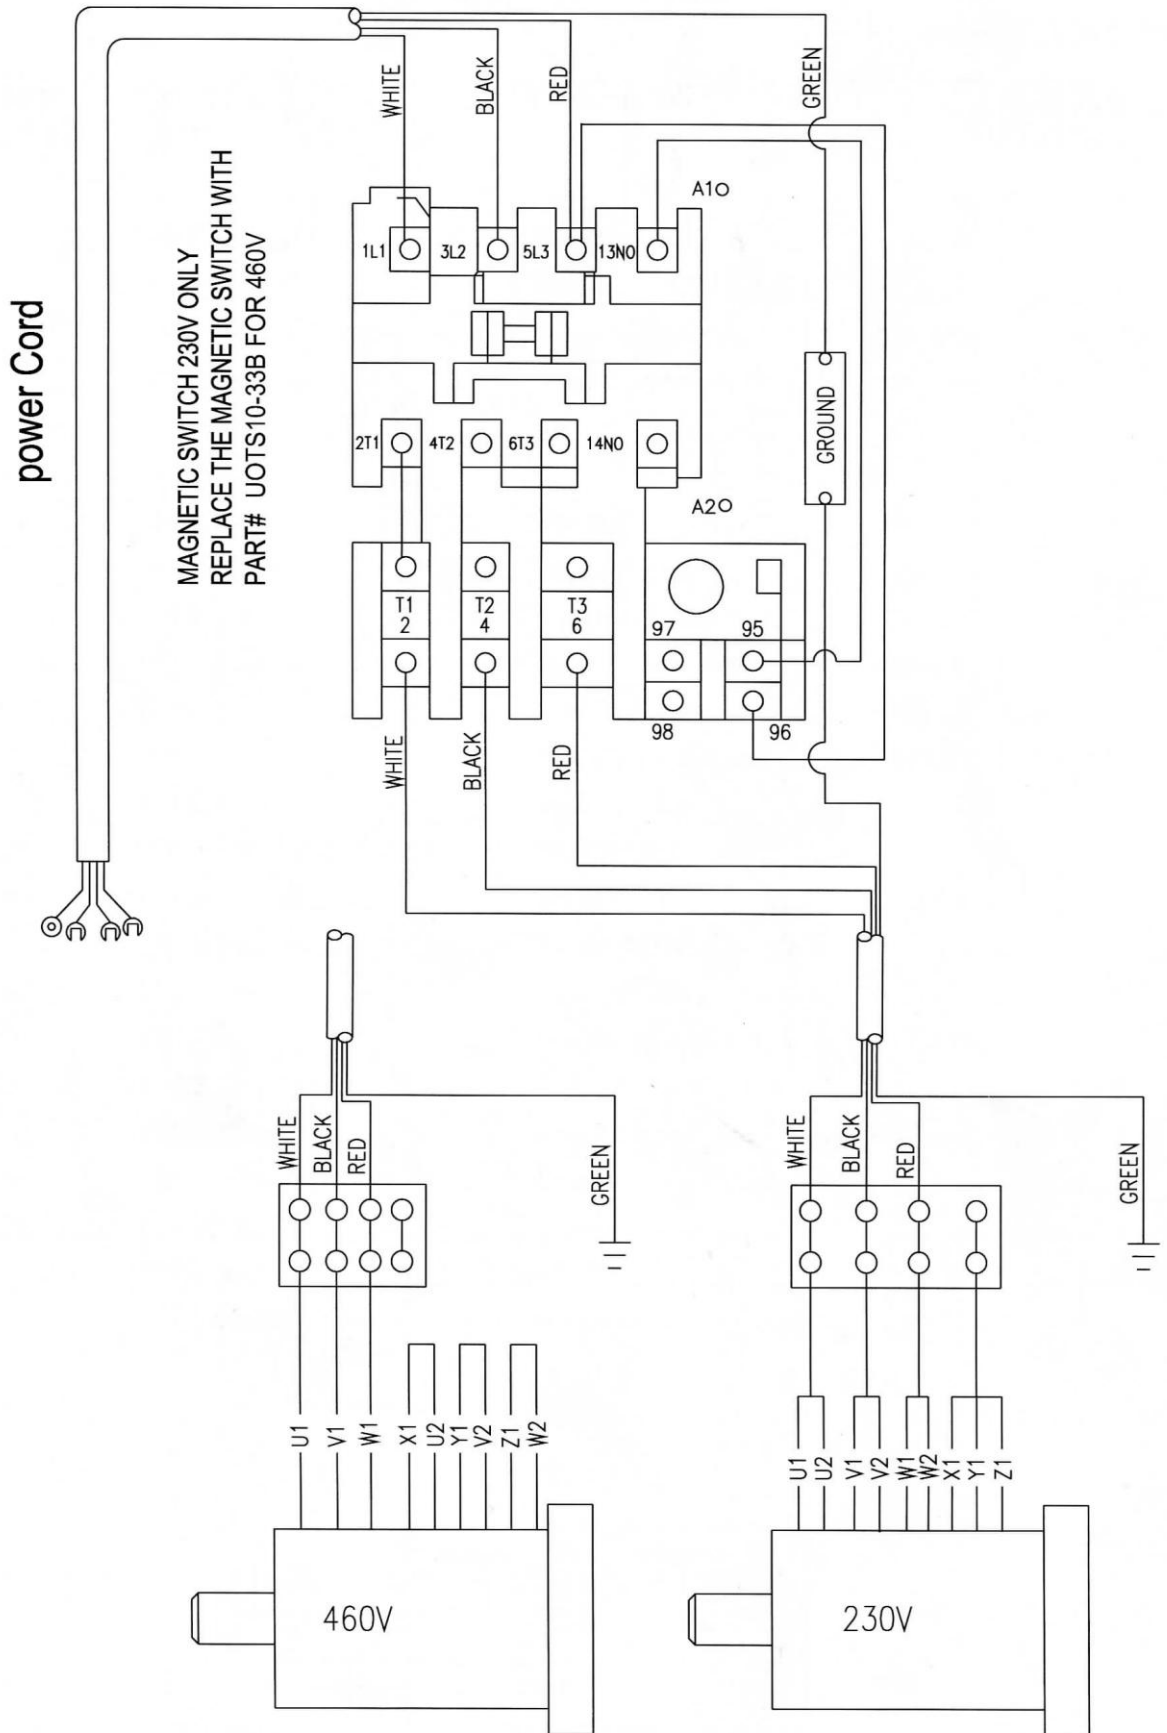 power Cord
MAGNETIC SWITCH 230V ONLY
REPLACE THE MAGNETIC SWITCH WITH
PART# UOTS10-33B FOR 460V
WHITE
BLACK
RED
GREEN
A1
1L1
3L2
5L3
13NO
2T1
4T2
6T3
14NO
GROUND
A2
T1
2
T2
4
T3
6
97
95
98
96
WHITE
BLACK
RED
WHITE
BLACK
RED
GREEN
U1
V1
W1
X1
U2
Y1
V2
Z1
W2
460V
WHITE
BLACK
RED
GREEN
U1
U2
V1
V2
W1
W2
X1
Y1
Z1
230V